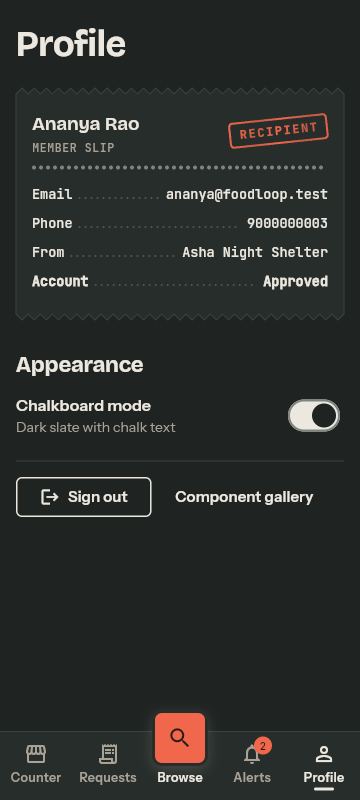 Profile
Ananya Rao
RECIPIENT
MEMBER SLIP
Email ............. ananya@foodloop.test
Phone .......................... 9000000003
From ................. Asha Night Shelter
Account .......................... Approved
Appearance
Chalkboard mode
Dark slate with chalk text
Sign out
Component gallery
2
Counter
Requests
Browse
Alerts
Profile